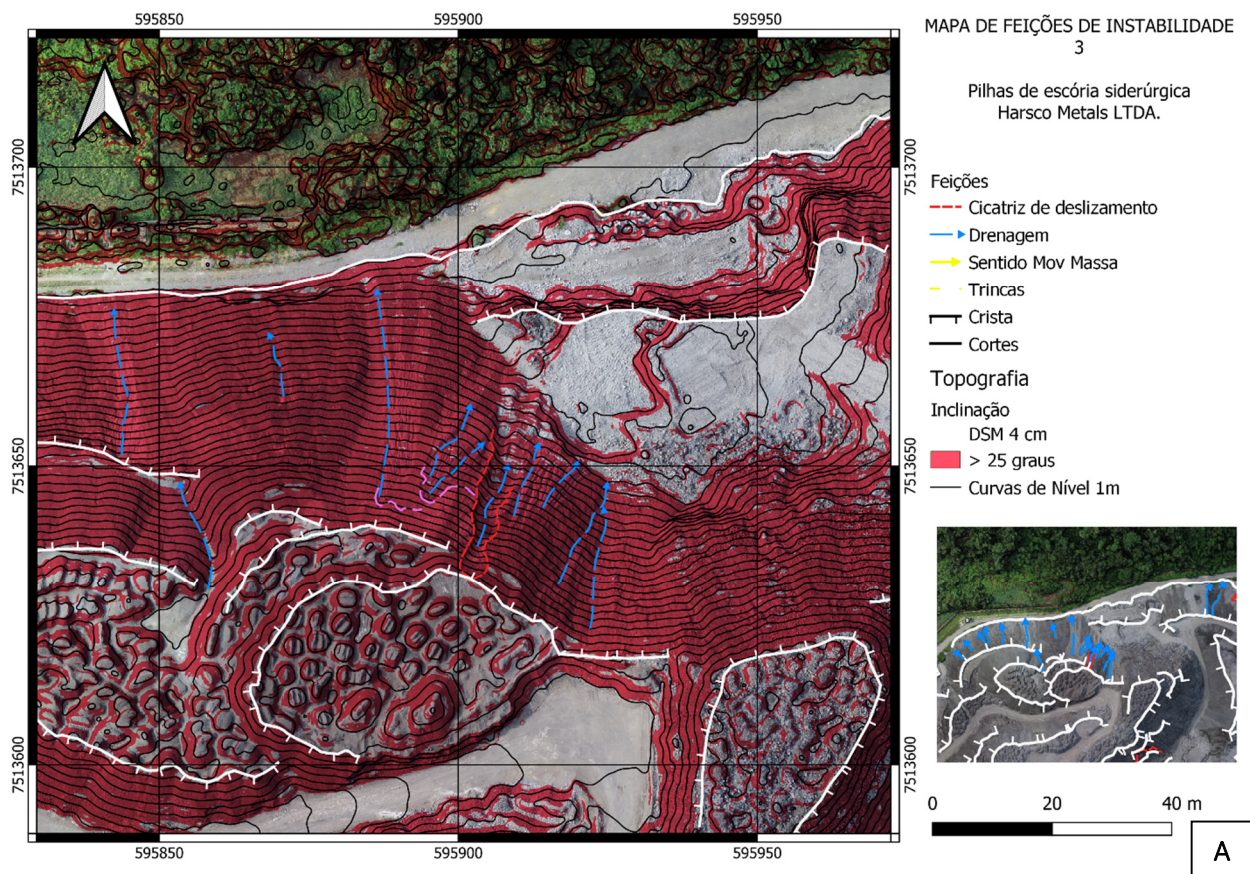 595850 595900 595950
7513700 7513700
7513650 7513650
7513600 7513600
595850 595900 595950
MAPA DE FEIÇÕES DE INSTABILIDADE
3
Pilhas de escória siderúrgica
Harsco Metals LTDA.
Feições
Cicatriz de deslizamento
Drenagem
Sentido Mov Massa
Trincas
Crista
Cortes
Topografia
Inclinação
DSM 4 cm
> 25 graus
Curvas de Nível 1m
0 20 40 m
A